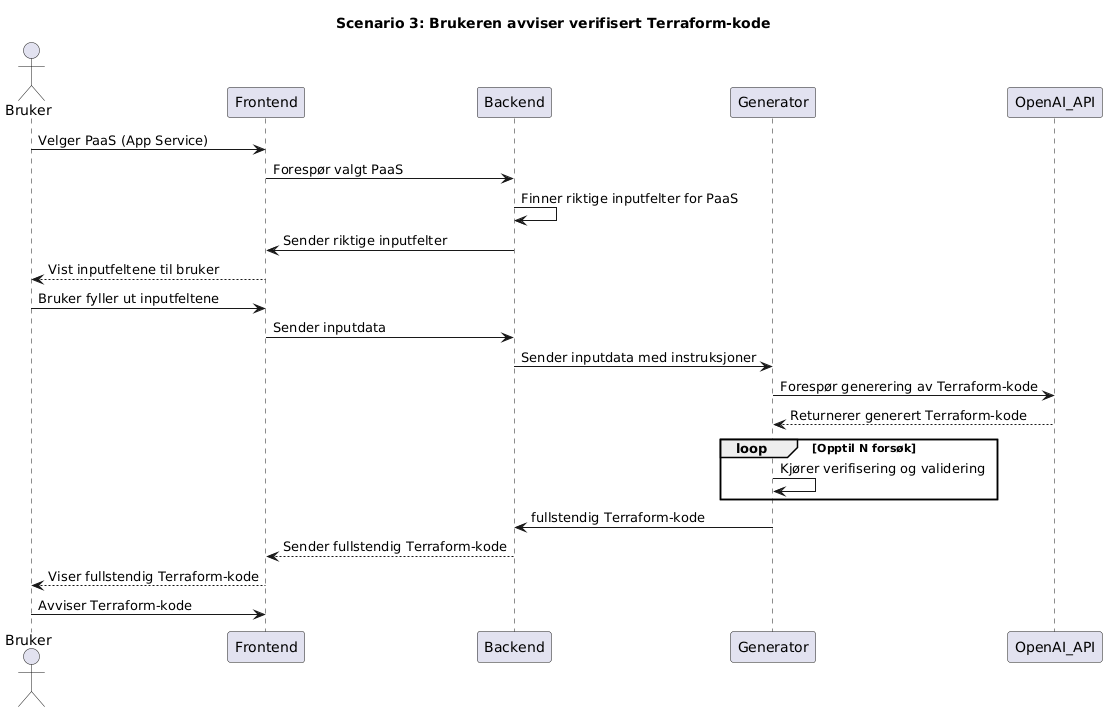 Scenario 3: Brukeren avviser verifisert Terraform-kode
Bruker
Frontend
Backend
Generator
OpenAI_API
Velger PaaS (App Service)
Forespør valgt PaaS
Finner riktige inputfelter for PaaS
Sender riktige inputfelter
Vist inputfeltene til bruker
Bruker fyller ut inputfeltene
Sender inputdata
Sender inputdata med instruksjoner
Forespør generering av Terraform-kode
Returnerer generert Terraform-kode
loop [Opptil N forsøk]
Kjører verifisering og validering
fullstendig Terraform-kode
Sender fullstendig Terraform-kode
Viser fullstendig Terraform-kode
Avviser Terraform-kode
Bruker
Frontend
Backend
Generator
OpenAI_API